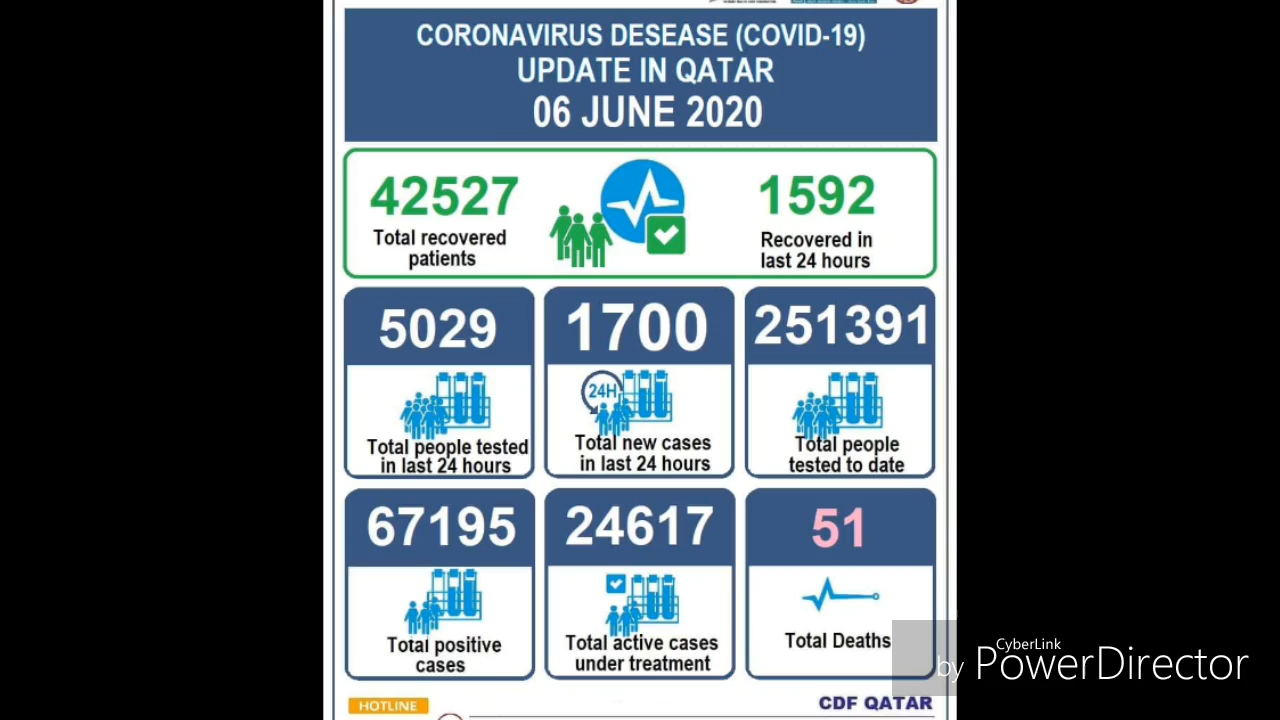 CORONAVIRUS DESEASE (COVID-19)
UPDATE IN QATAR
06 JUNE 2020
42527
Total recovered
patients
1592
Recovered in
last 24 hours
5029
Total people tested
in last 24 hours
1700
24H
Total new cases
in last 24 hours
251391
Total people
tested to date
67195
Total positive
cases
24617
Total active cases
under treatment
51
Total Deaths
HOTLINE
CDF QATAR
CyberLink
by PowerDirector